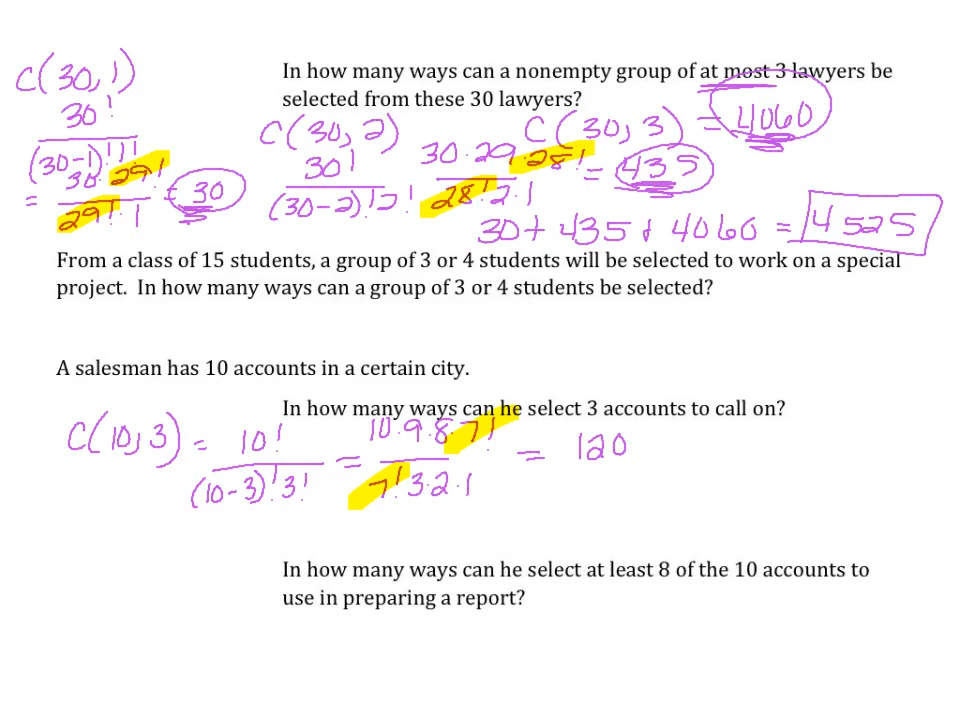 C(30,1)
30!
(30-1)!1!
= 30·29! = 30
29!·1
In how many ways can a nonempty group of at most 3 lawyers be
selected from these 30 lawyers?
C(30,2)
30! 30·29·28! = 435
(30-2)!2! 28!·2·1
C(30,3) = 4060
30+435+4060 = 4525
From a class of 15 students, a group of 3 or 4 students will be selected to work on a special
project. In how many ways can a group of 3 or 4 students be selected?
A salesman has 10 accounts in a certain city.
In how many ways can he select 3 accounts to call on?
C(10,3) = 10! = 10·9·8·7! = 120
(10-3)!3! 7!3·2·1
In how many ways can he select at least 8 of the 10 accounts to
use in preparing a report?